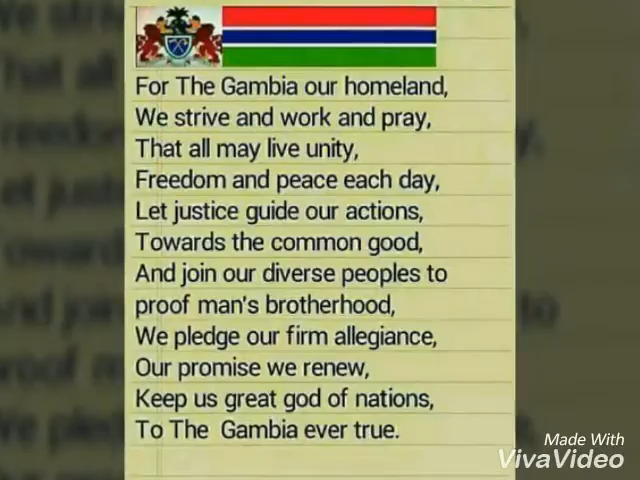 For The Gambia our homeland,
We strive and work and pray,
That all may live unity,
Freedom and peace each day,
Let justice guide our actions,
Towards the common good,
And join our diverse peoples to
proof man's brotherhood,
We pledge our firm allegiance,
Our promise we renew,
Keep us great god of nations,
To The  Gambia ever true.
Made With
VivaVideo